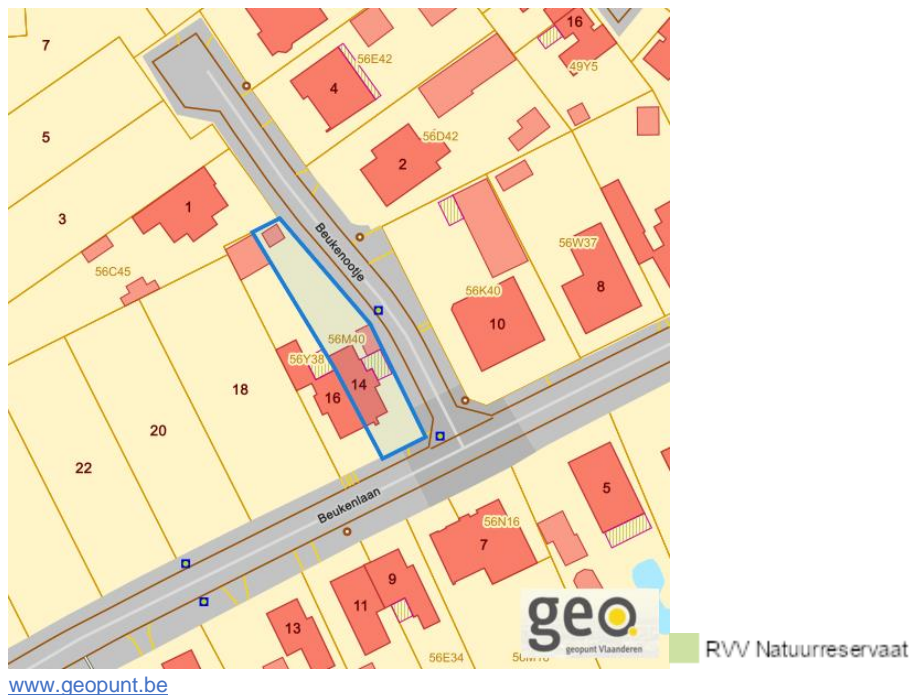 7
16
56E42
49Y5
4
5
56D42
2
1
3
Beukenootje
56W37
56C45
56K40
8
10
56M40
56Y38
18
14
16
20
22
5
Beukenlaan
56N16
7
9
11
13
geo.
geopunt Vlaanderen
56E34
RVV Natuurreservaat
www.geopunt.be